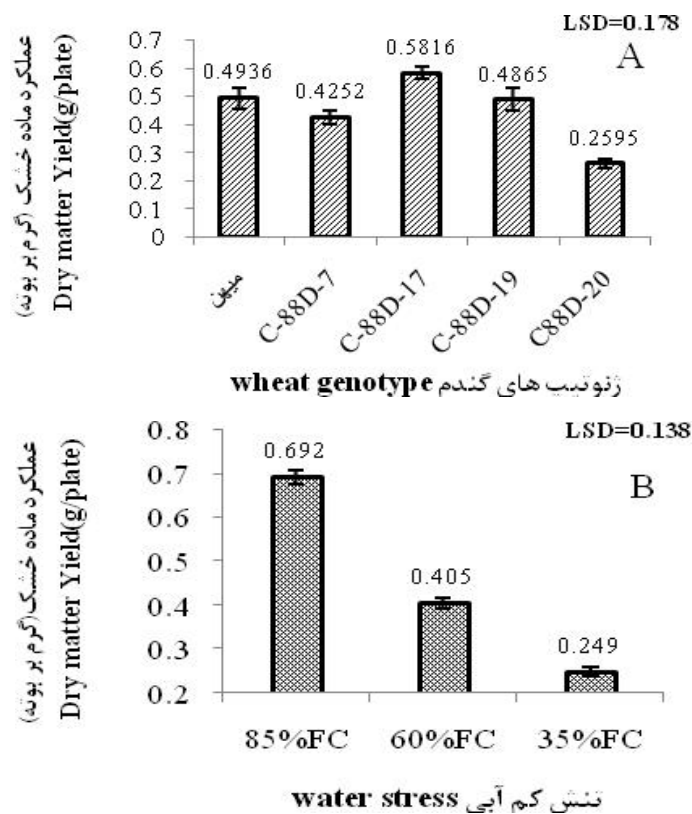 LSD=0.178
A
عملکرد ماده خشک (گرم بر بوته)
Dry matter Yield(g/plate)
0.7
0.6
0.5
0.4
0.3
0.2
0.1
0
0.4936
0.4252
0.5816
0.4865
0.2595
میهن
C-88D-7
C-88D-17
C-88D-19
C88D-20
ژنوتیپ های گندم wheat genotype
LSD=0.138
B
عملکرد ماده خشک(گرم بر بوته)
Dry matter Yield(g/plate)
0.8
0.7
0.6
0.5
0.4
0.3
0.2
0.692
0.405
0.249
85%FC
60%FC
35%FC
تنش کم آبی water stress